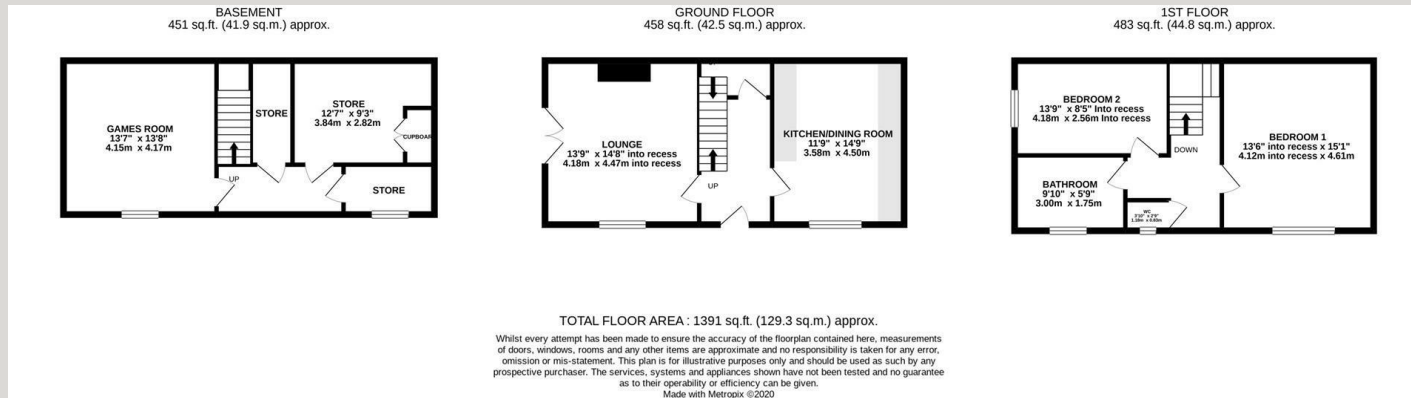 BASEMENT
451 sq.ft. (41.9 sq.m.) approx.
GAMES ROOM
13'7" x 13'8"
4.15m x 4.17m
UP
STORE
STORE
12'7" x 9'3"
3.84m x 2.82m
CUPBOAR
STORE
GROUND FLOOR
458 sq.ft. (42.5 sq.m.) approx.
LOUNGE
13'9" x 14'8" into recess
4.18m x 4.47m into recess
UP
KITCHEN/DINING ROOM
11'9" x 14'9"
3.58m x 4.50m
1ST FLOOR
483 sq.ft. (44.8 sq.m.) approx.
BEDROOM 2
13'9" x 8'5" Into recess
4.18m x 2.56m Into recess
DOWN
BEDROOM 1
13'6" into recess x 15'1"
4.12m into recess x 4.61m
BATHROOM
9'10" x 5'9"
3.00m x 1.75m
WC
TOTAL FLOOR AREA : 1391 sq.ft. (129.3 sq.m.) approx.
Whilst every attempt has been made to ensure the accuracy of the floorplan contained here, measurements
of doors, windows, rooms and any other items are approximate and no responsibility is taken for any error,
omission or mis-statement. This plan is for illustrative purposes only and should be used as such by any
prospective purchaser. The services, systems and appliances shown have not been tested and no guarantee
as to their operability or efficiency can be given.
Made with Metropix ©2020